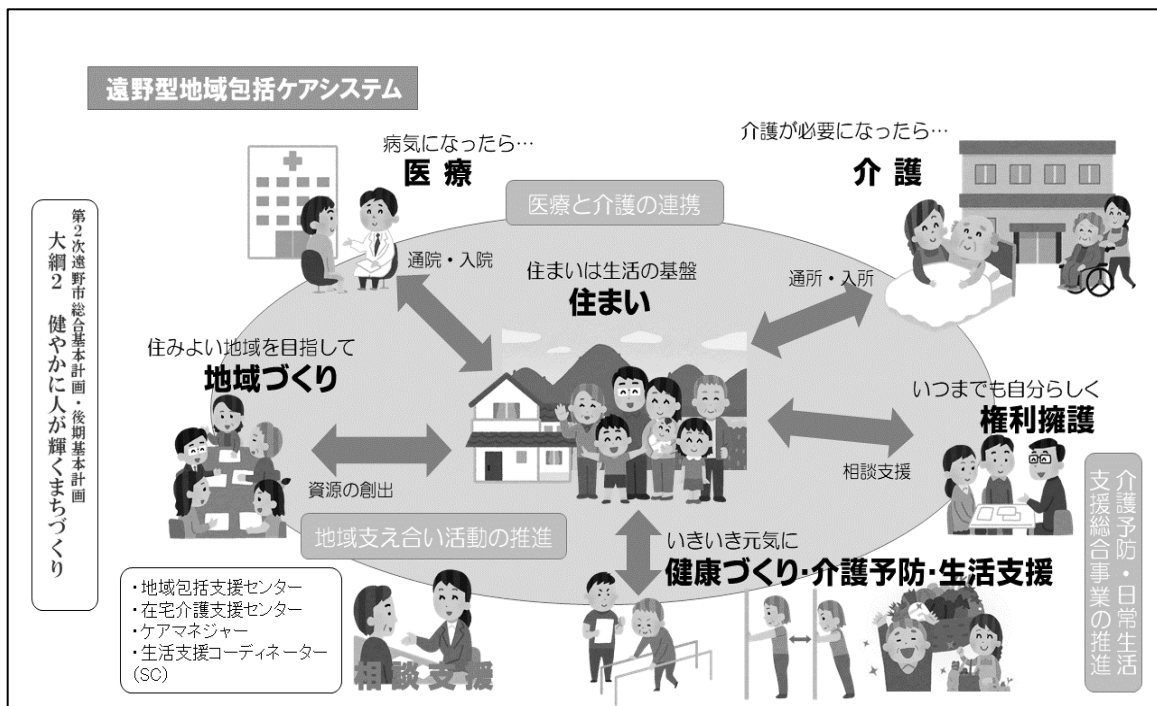 遠野型地域包括ケアシステム
病気になったら…
医療
介護が必要になったら…
介護
医療と介護の連携
第2次遠野市総合基本計画・後期基本計画
大綱2 健やかに人が輝くまちづくり
通院・入院
住まいは生活の基盤
住まい
通所・入所
住みよい地域を目指して
地域づくり
いつまでも自分らしく
権利擁護
資源の創出
相談支援
地域支え合い活動の推進
いきいき元気に
健康づくり・介護予防・生活支援
介護予防・日常生活
支援総合事業の推進
・地域包括支援センター
・在宅介護支援センター
・ケアマネジャー
・生活支援コーディネーター
(SC)
相談・支援